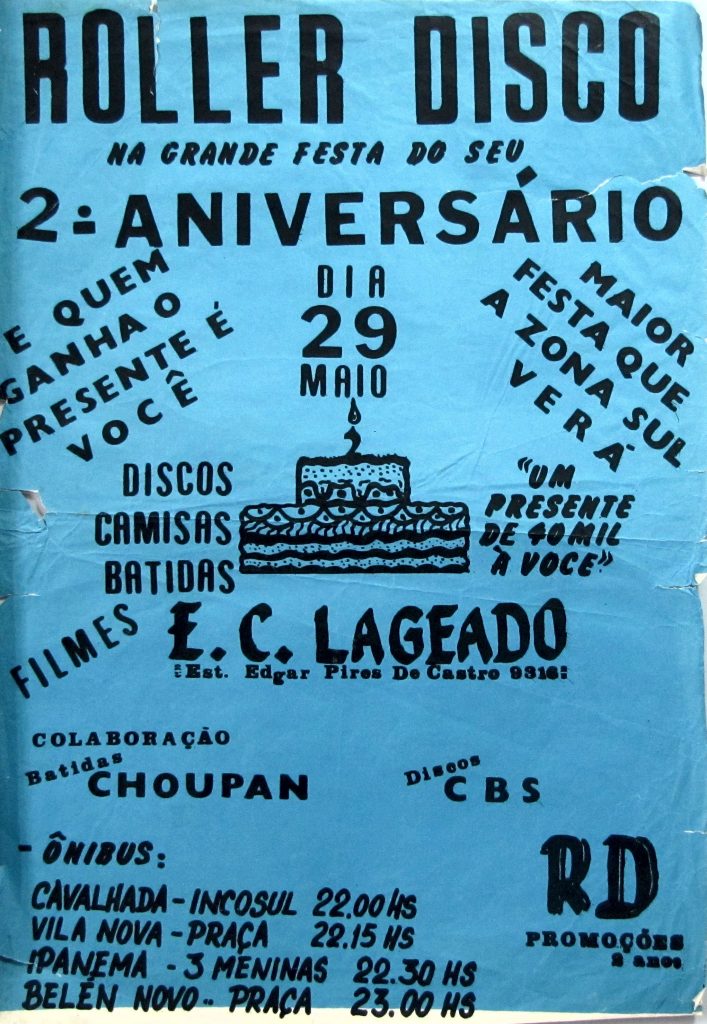 ROLLER DISCO
NA GRANDE FESTA DO SEU
2º ANIVERSÁRIO
E QUEM
GANHA O
PRESENTE É
VOCÊ
DIA
29
MAIO
MAIOR
FESTA QUE
A ZONA SUL
VERÁ
2
DISCOS
CAMISAS
BATIDAS
FILMES
"UM
PRESENTE
DE 40 MIL
À VOCE"
E. C. LAGEADO
Est. Edgar Pires De Castro 9316
COLABORAÇÃO
Batidas
CHOUPAN
Discos
CBS
- ÔNIBUS:
CAVALHADA - INCOSUL 22.00 HS
VILA NOVA - PRAÇA 22.15 HS
IPANEMA - 3 MENINAS 22.30 HS
BELÉN NOVO - PRAÇA 23.00 HS
RD
PROMOÇÕES
2 anos